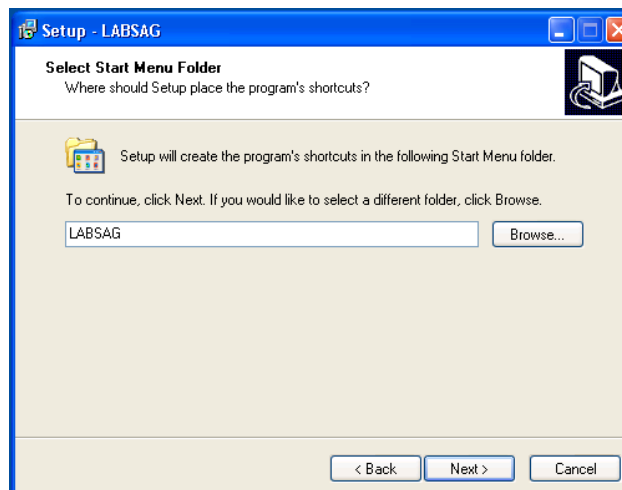 Setup - LABSAG
Select Start Menu Folder
Where should Setup place the program's shortcuts?
Setup will create the program's shortcuts in the following Start Menu folder.
To continue, click Next. If you would like to select a different folder, click Browse.
LABSAG
Browse...
< Back
Next >
Cancel